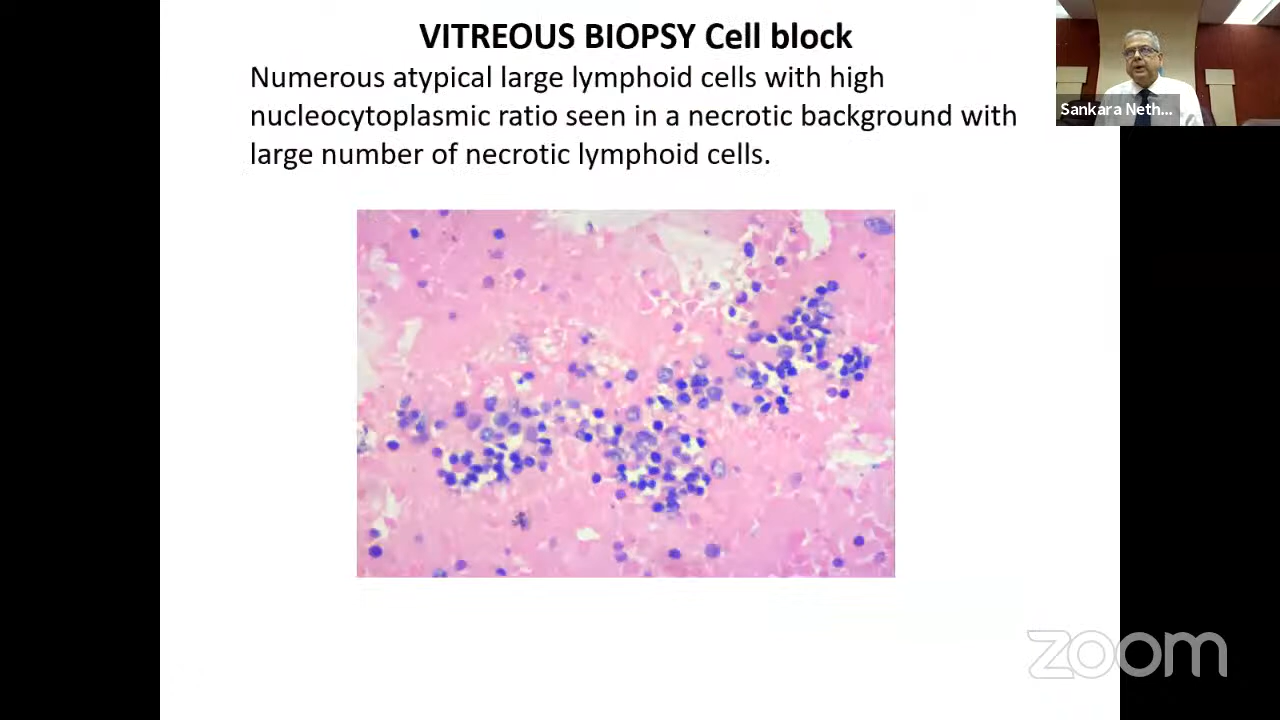 VITREOUS BIOPSY Cell block
Numerous atypical large lymphoid cells with high
nucleocytoplasmic ratio seen in a necrotic background with
large number of necrotic lymphoid cells.
Sankara Neth...
zoom